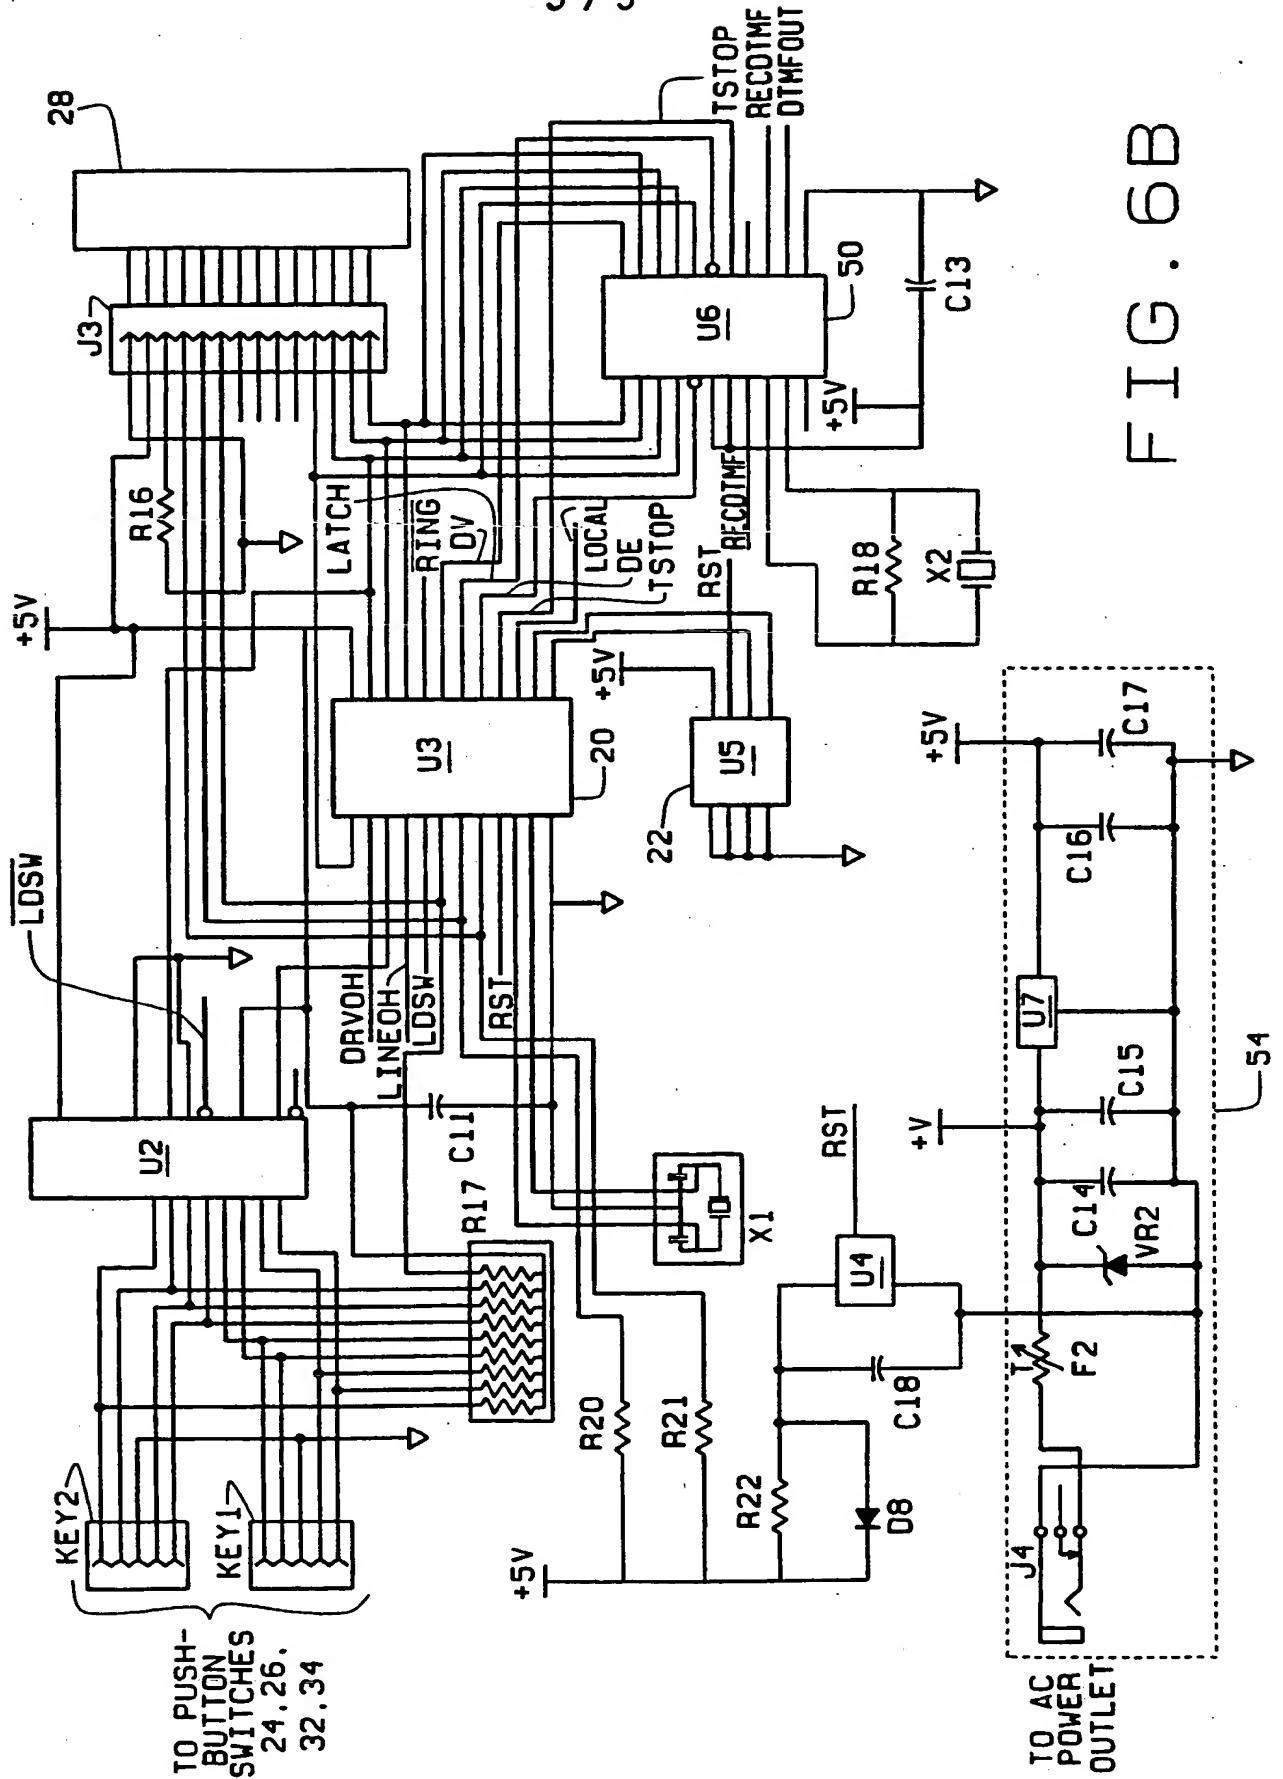 5/5
28
J3
+5V
R16
LATCH
RING
DV
LOCAL
DE
TSTOP
TSTOP
RECDTMF
DTMFOUT
U6
50
C13
+5V
RST
RECDTMF
R18
X2
FIG. 6B
LDSW
U2
U3
20
+5V
22
U5
DRVOH
LINEOH
LDSW
RST
C11
R17
X1
KEY2
KEY1
TO PUSH-
BUTTON
SWITCHES
24,26,
32,34
R20
R21
R22
+5V
D8
C18
U4
RST
+5V
C17
C16
U7
C15
+V
C14
VR2
T
F2
J4
54
TO AC
POWER
OUTLET